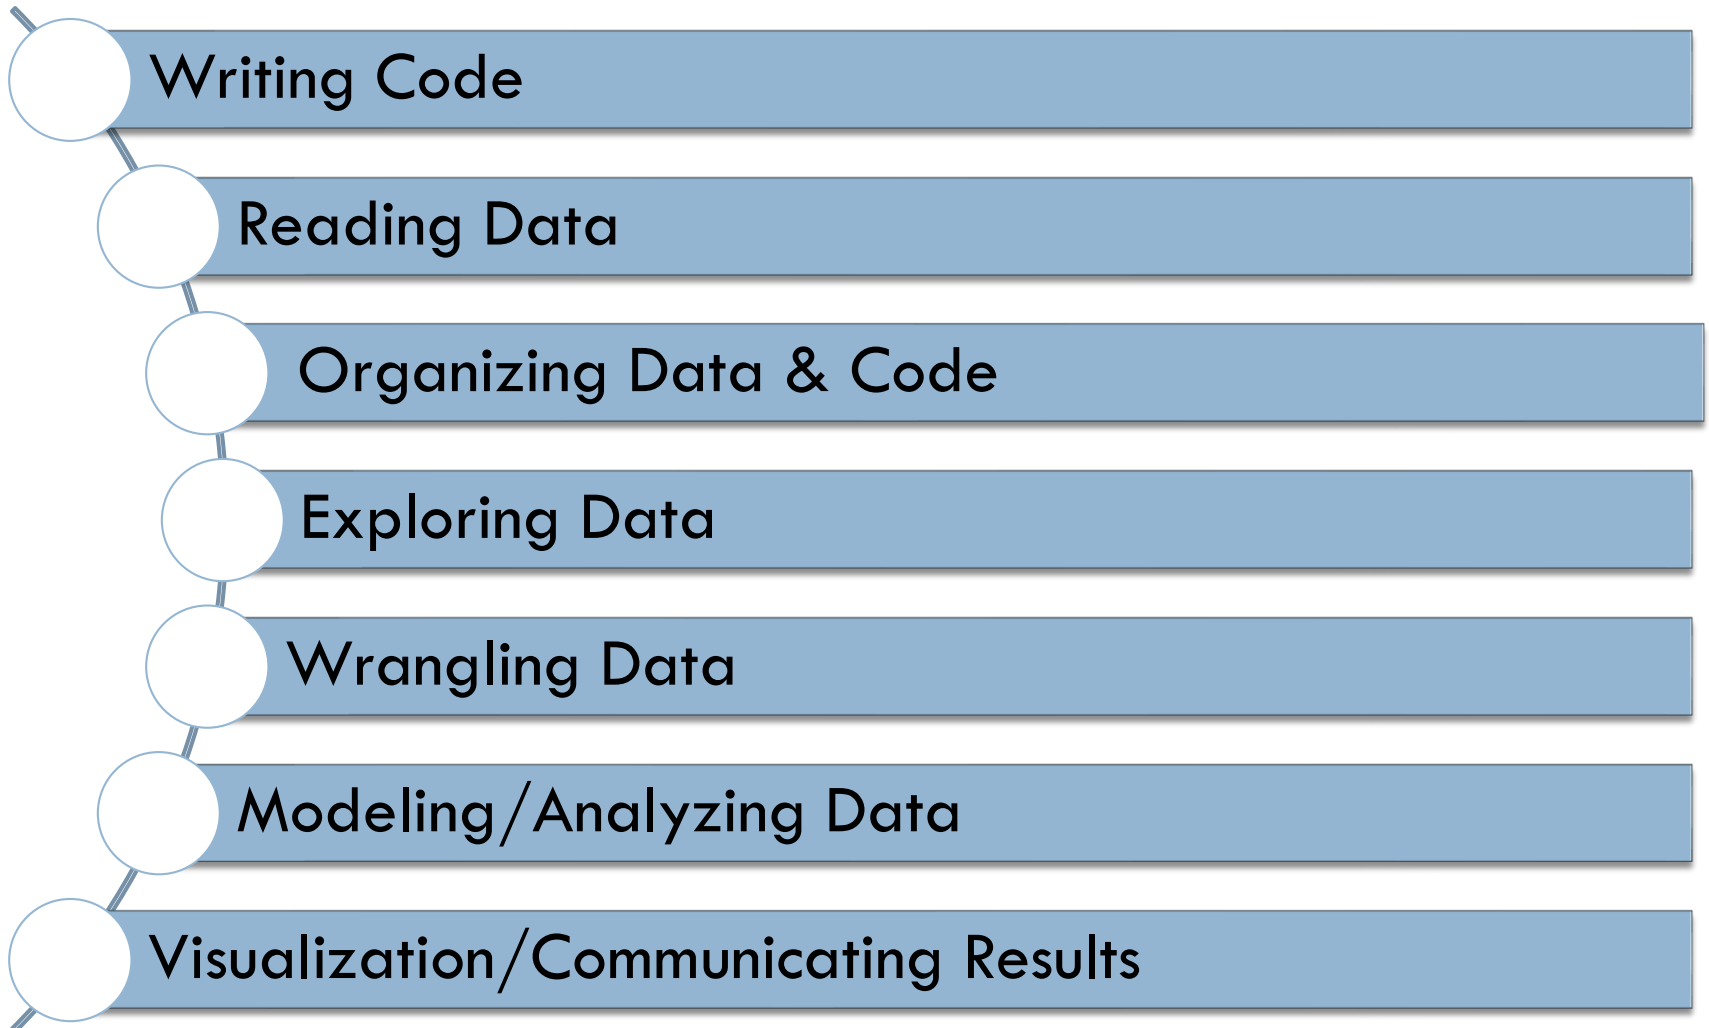 Writing Code
Reading Data
Organizing Data & Code
Exploring Data
Wrangling Data
Modeling/Analyzing Data
Visualization/Communicating Results